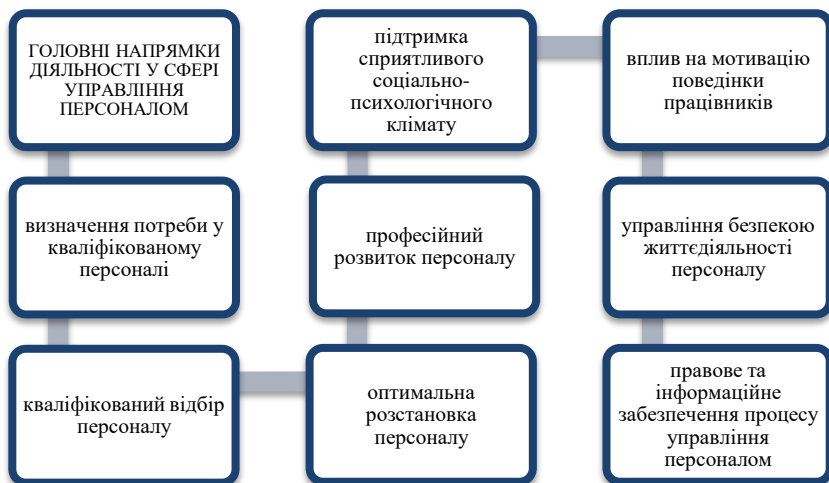 ГОЛОВНІ НАПРЯМКИ
ДІЯЛЬНОСТІ У СФЕРІ
УПРАВЛІННЯ
ПЕРСОНАЛОМ
визначення потреби у
кваліфікованому
персоналі
кваліфікований відбір
персоналу
оптимальна
розстановка
персоналу
професійний
розвиток персоналу
підтримка
сприятливого
соціально-
психологічного
клімату
вплив на мотивацію
поведінки
працівників
управління безпекою
життєдіяльності
персоналу
правове та
інформаційне
забезпечення процесу
управління
персоналом